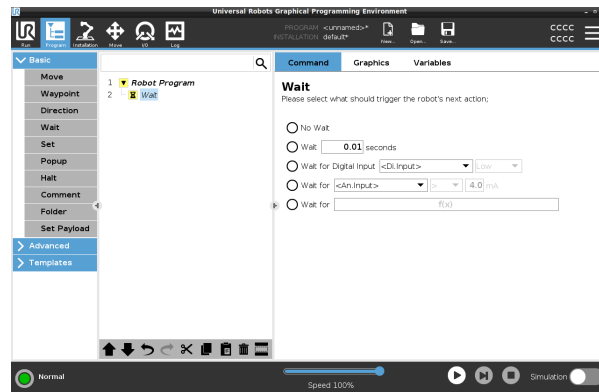 UR
Universal Robots Graphical Programming Environment
UR
Run
Program
Installation
Move
I/O
Log
PROGRAM <unnamed>*
INSTALLATION default*
New...
Open...
Save...
CCCC
CCCC
Basic
Move
Waypoint
Direction
Wait
Set
Popup
Halt
Comment
Folder
Set Payload
Advanced
Templates
1 Robot Program
2 Wait
Command Graphics Variables
Wait
Please select what should trigger the robot's next action;
No Wait
Wait 0.01 seconds
Wait for Digital Input <Di.Input> Low
Wait for <An.Input> > 4.0 mA
Wait for f(x)
Normal
Speed 100%
Simulation